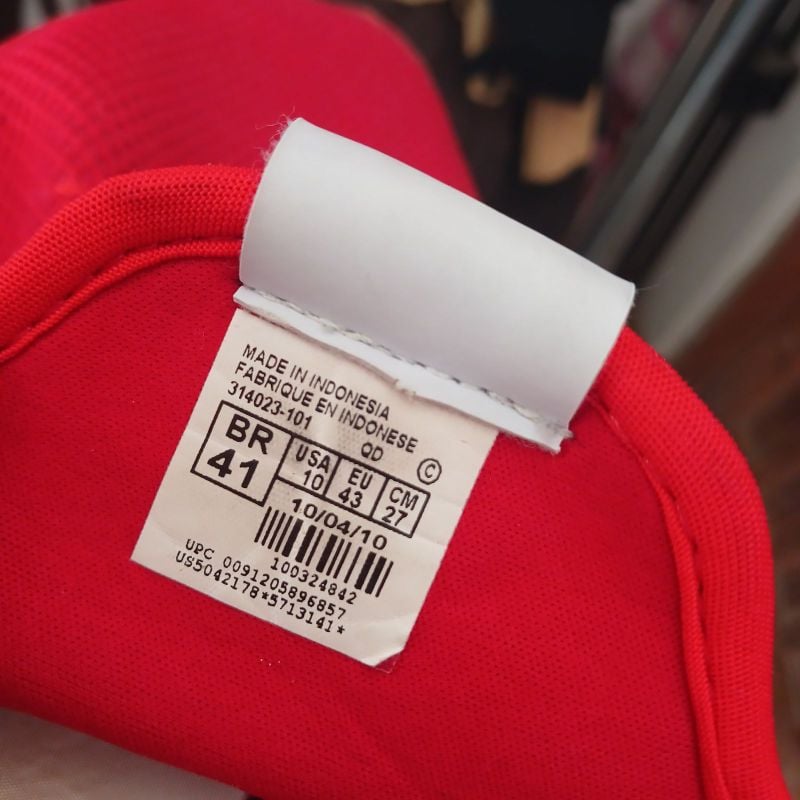 MADE IN INDONESIA
FABRIQUE EN INDONESE
314023-101 QD
©
BR 41
USA 10
EU 43
CM 27
10/04/10
100324842
UPC 0091205896857
US5042178*5713141*